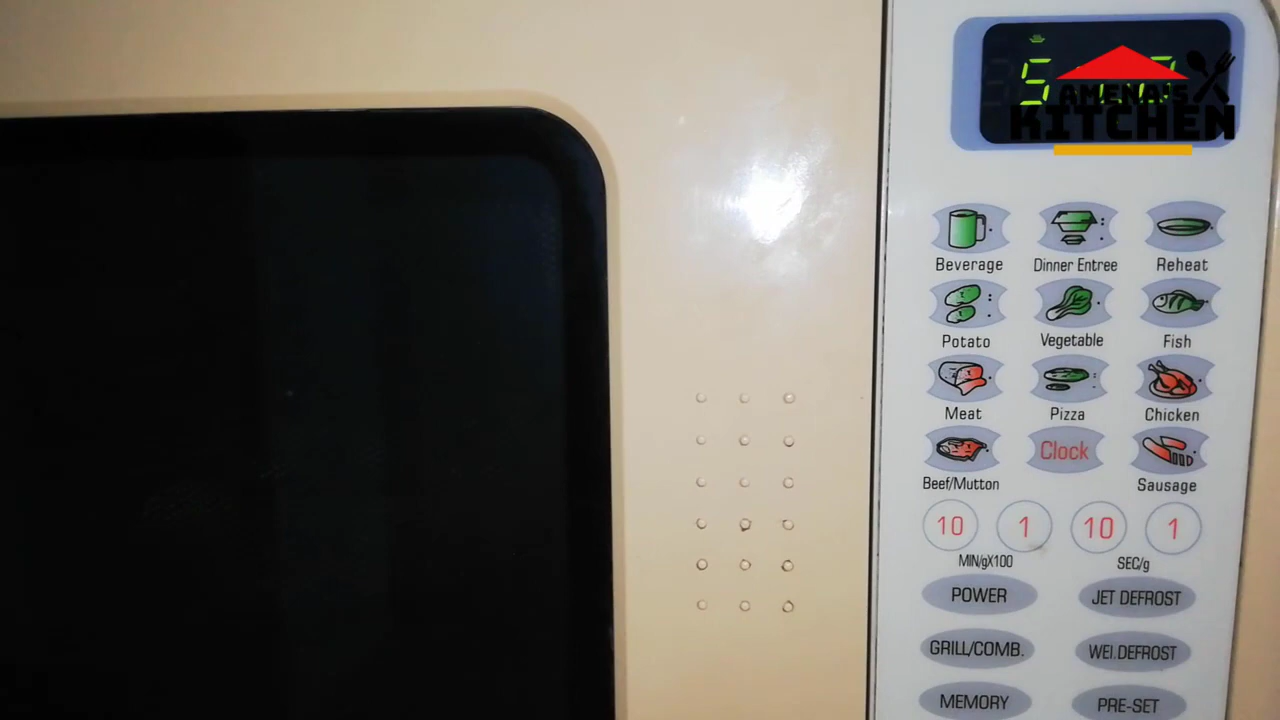 AMENA'S
KITCHEN
Beverage Dinner Entree Reheat
Potato Vegetable Fish
Meat Pizza Chicken
Clock
Beef/Mutton Sausage
10 1 10 1
MIN/gX100 SEC/g
POWER JET DEFROST
GRILL/COMB. WEI.DEFROST
MEMORY PRE-SET